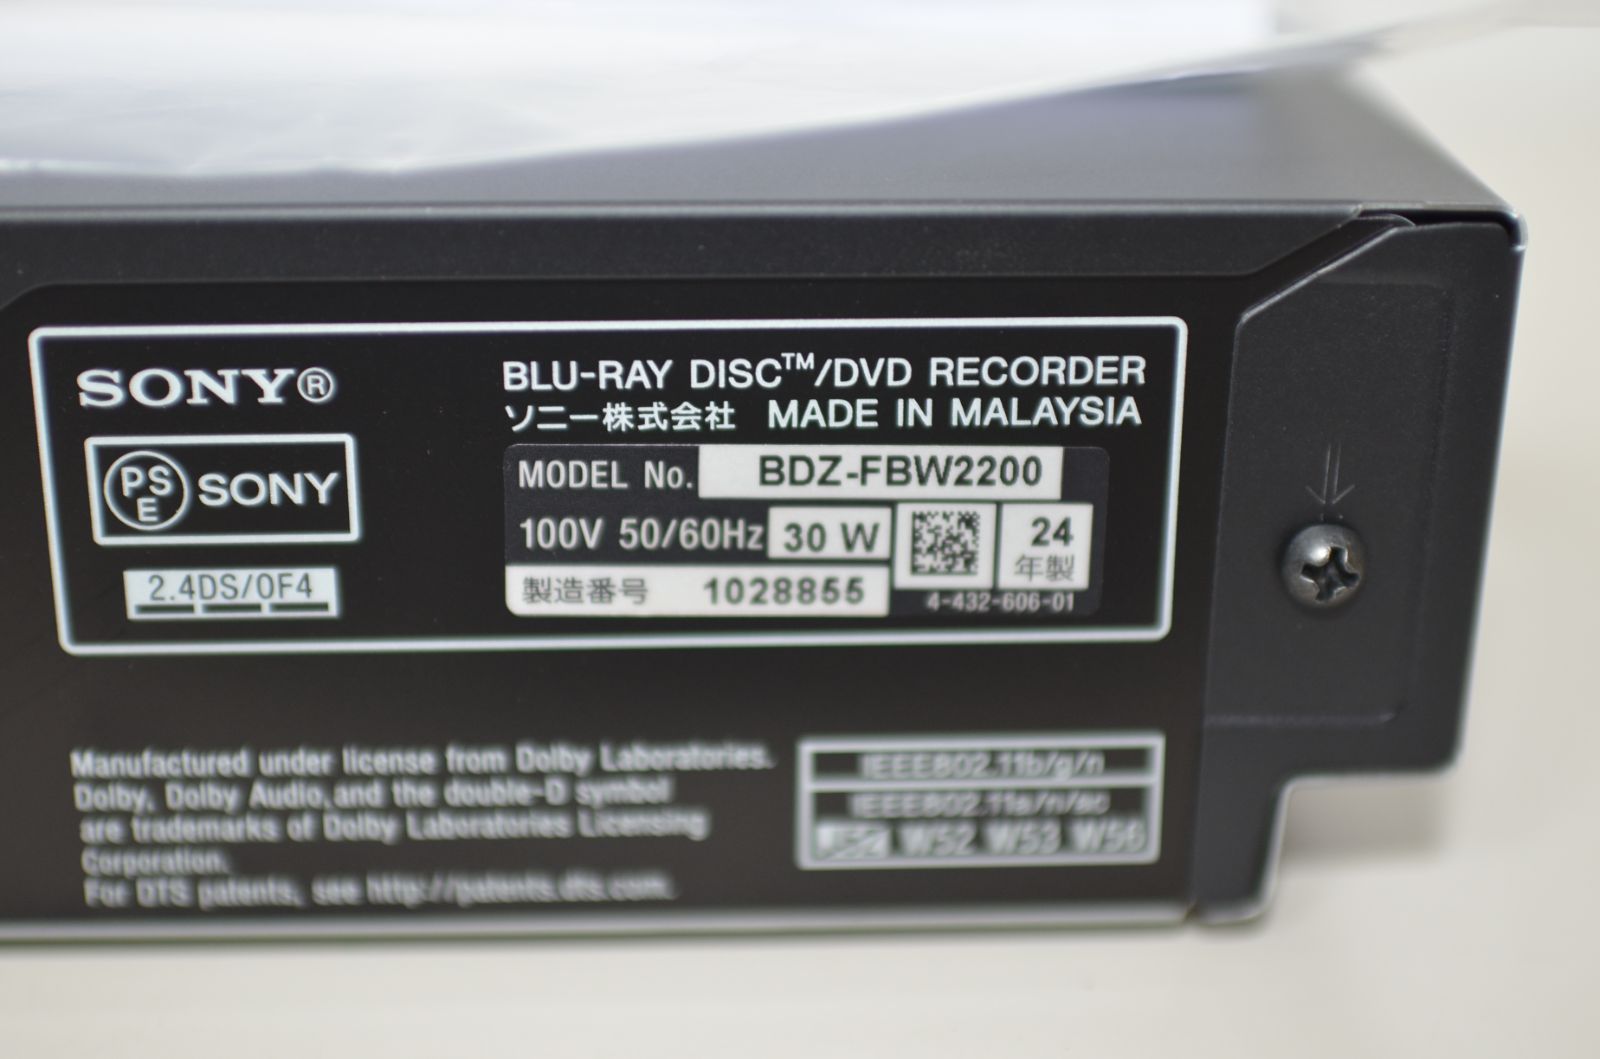 SONY®
BLU-RAY DISC™/DVD RECORDER
ソニー株式会社 MADE IN MALAYSIA
PSE SONY
MODEL No. BDZ-FBW2200
100V 50/60Hz 30 W
24
年製
2.4DS/OF4
製造番号 1028855
4-432-606-01
Manufactured under license from Dolby Laboratories.
Dolby, Dolby Audio, and the double-D symbol
are trademarks of Dolby Laboratories Licensing
Corporation.
For DTS patents, see http://patents.dts.com.
IEEE802.11b/g/n
IEEE802.11a/n/ac
W52 W53 W56